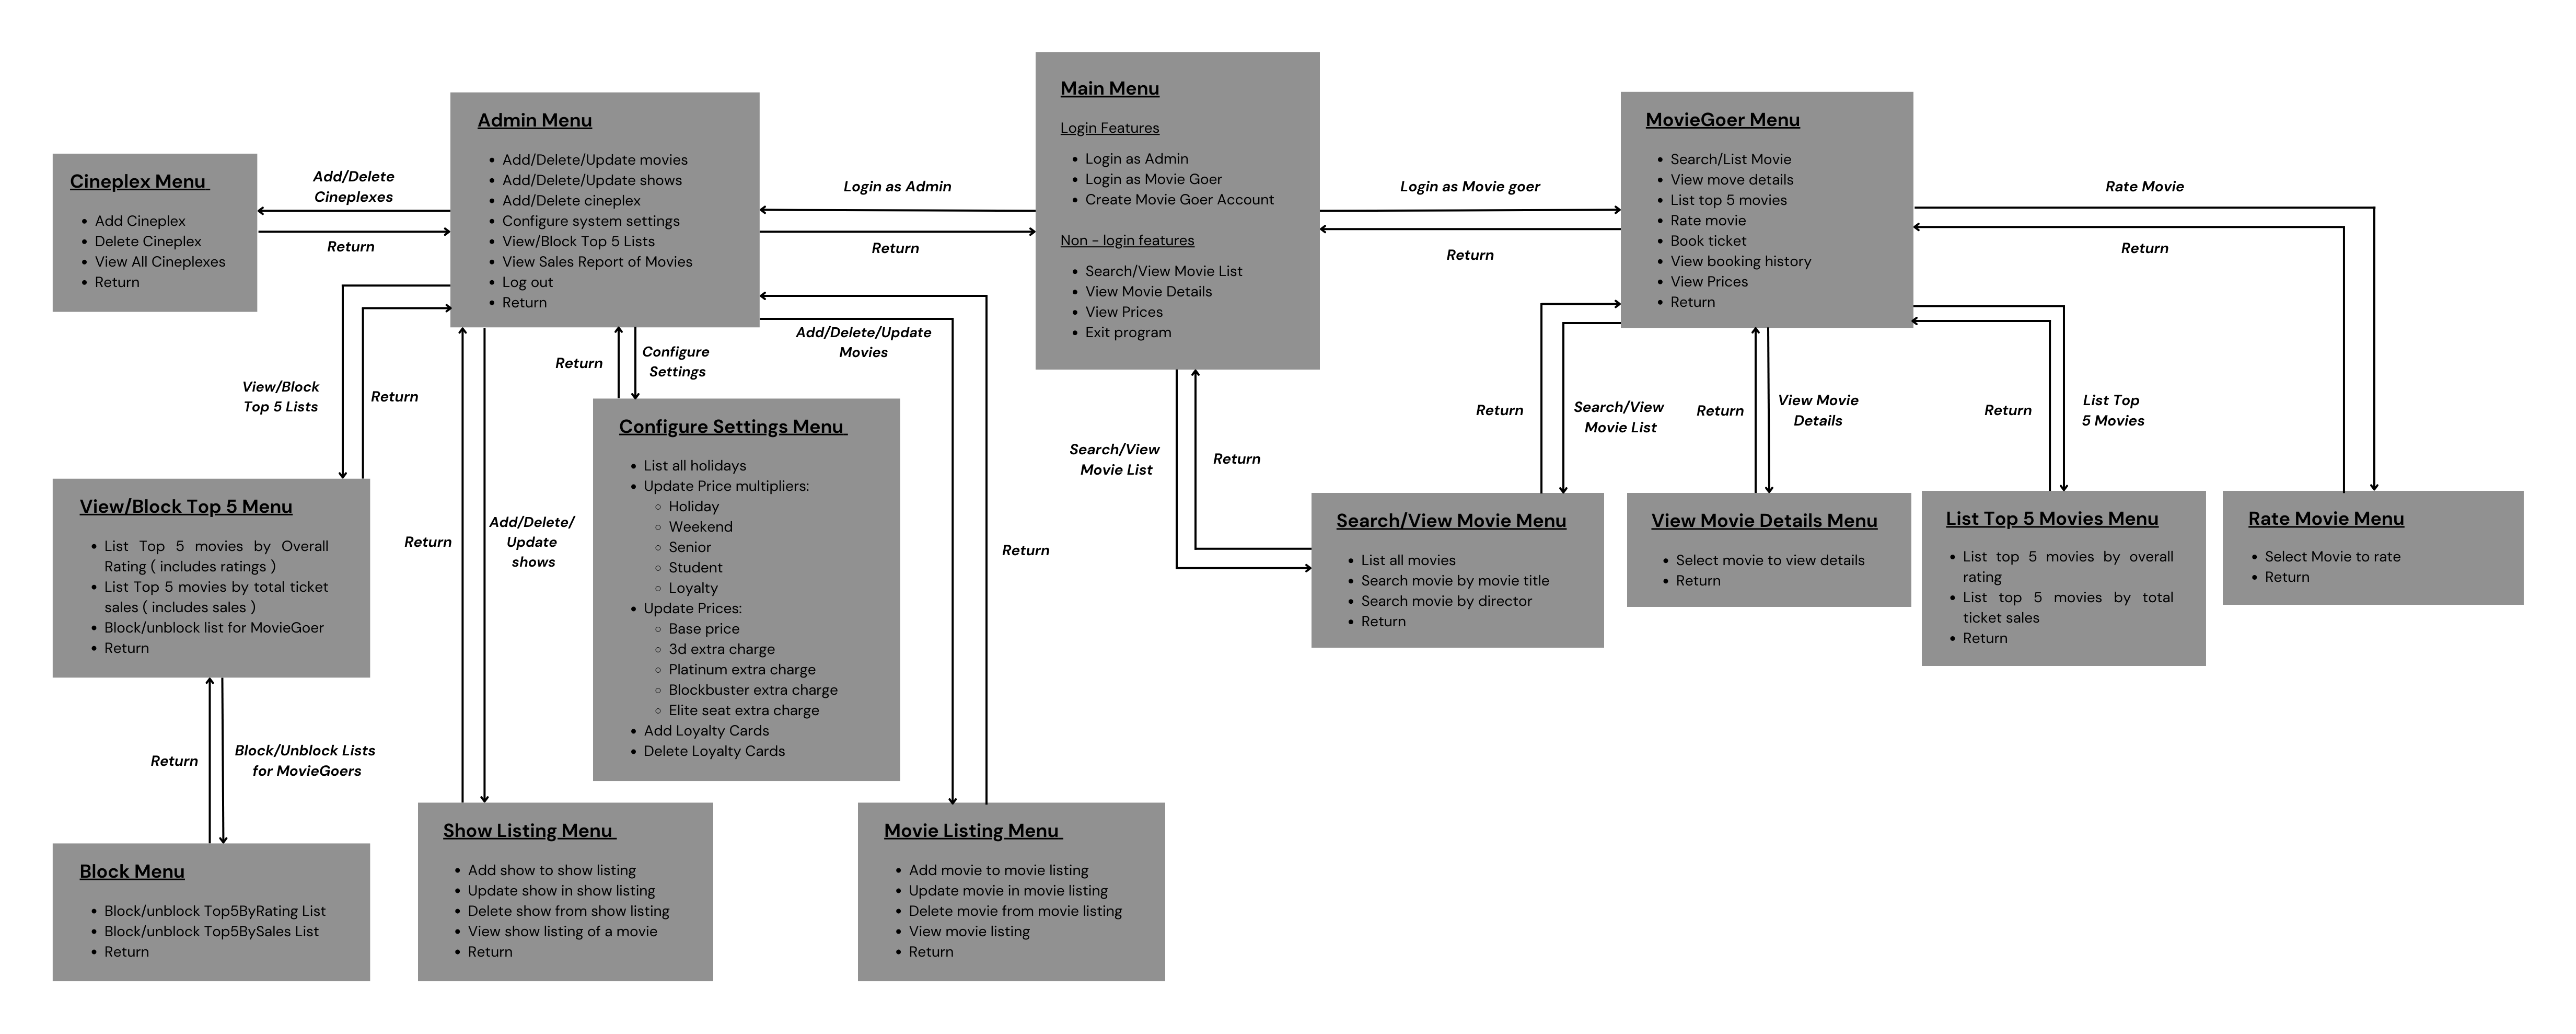 Main Menu
Login Features
Login as Admin
Login as Movie Goer
Create Movie Goer Account
Non - login features
Search/View Movie List
View Movie Details
View Prices
Exit program
Admin Menu
Add/Delete/Update movies
Add/Delete/Update shows
Add/Delete cineplex
Configure system settings
View/Block Top 5 Lists
View Sales Report of Movies
Log out
Return
MovieGoer Menu
Search/List Movie
View move details
List top 5 movies
Rate movie
Book ticket
View booking history
View Prices
Return
Cineplex Menu
Add Cineplex
Delete Cineplex
View All Cineplexes
Return
Add/Delete
Cineplexes
Return
Login as Admin
Return
Login as Movie goer
Return
Rate Movie
Return
View/Block
Top 5 Lists
Return
Return
Configure
Settings
Add/Delete/Update
Movies
Return
Return
Add/Delete/
Update
shows
Search/View
Movie List
Return
Return
Search/View
Movie List
Return
View Movie
Details
Return
List Top
5 Movies
Configure Settings Menu
List all holidays
Update Price multipliers:
Holiday
Weekend
Senior
Student
Loyalty
Update Prices:
Base price
3d extra charge
Platinum extra charge
Blockbuster extra charge
Elite seat extra charge
Add Loyalty Cards
Delete Loyalty Cards
View/Block Top 5 Menu
List Top 5 movies by Overall
Rating ( includes ratings )
List Top 5 movies by total ticket
sales ( includes sales )
Block/unblock list for MovieGoer
Return
Search/View Movie Menu
List all movies
Search movie by movie title
Search movie by director
Return
View Movie Details Menu
Select movie to view details
Return
List Top 5 Movies Menu
List top 5 movies by overall
rating
List top 5 movies by total
ticket sales
Return
Rate Movie Menu
Select Movie to rate
Return
Return
Block/Unblock Lists
for MovieGoers
Block Menu
Block/unblock Top5ByRating List
Block/unblock Top5BySales List
Return
Show Listing Menu
Add show to show listing
Update show in show listing
Delete show from show listing
View show listing of a movie
Return
Movie Listing Menu
Add movie to movie listing
Update movie in movie listing
Delete movie from movie listing
View movie listing
Return